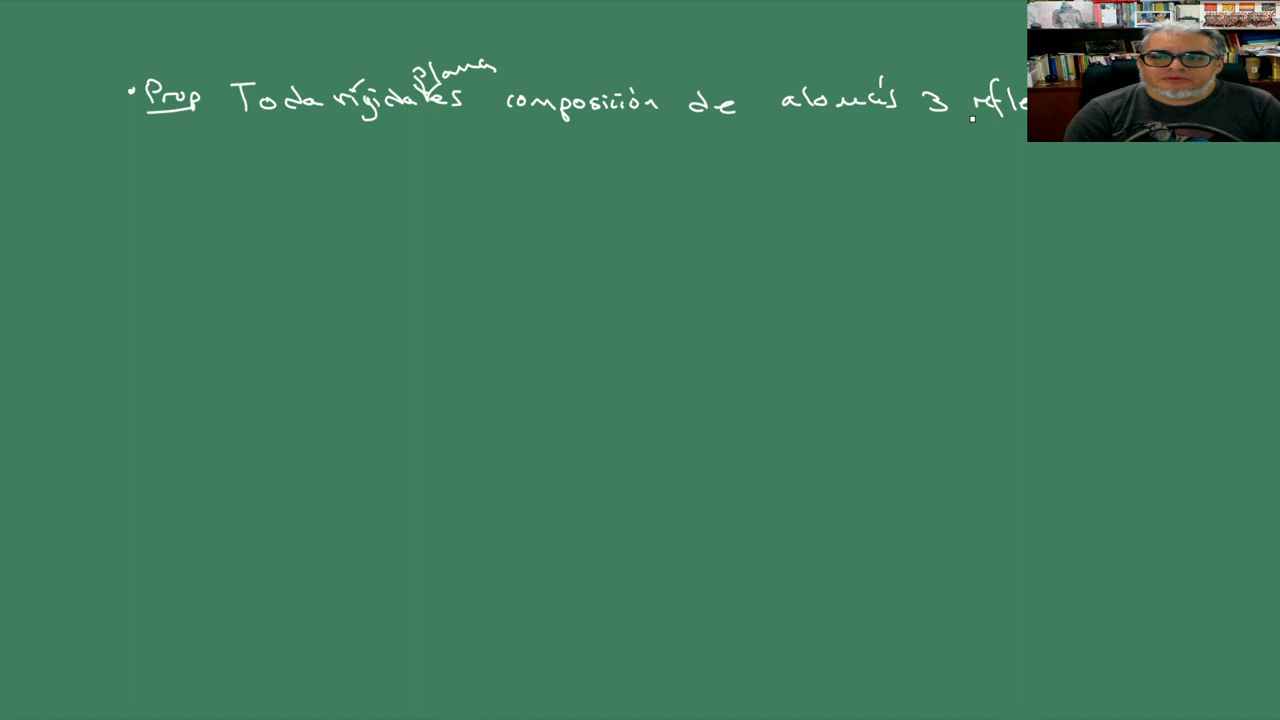 • Prop Toda rígida plana es composición de a lo más 3 refle